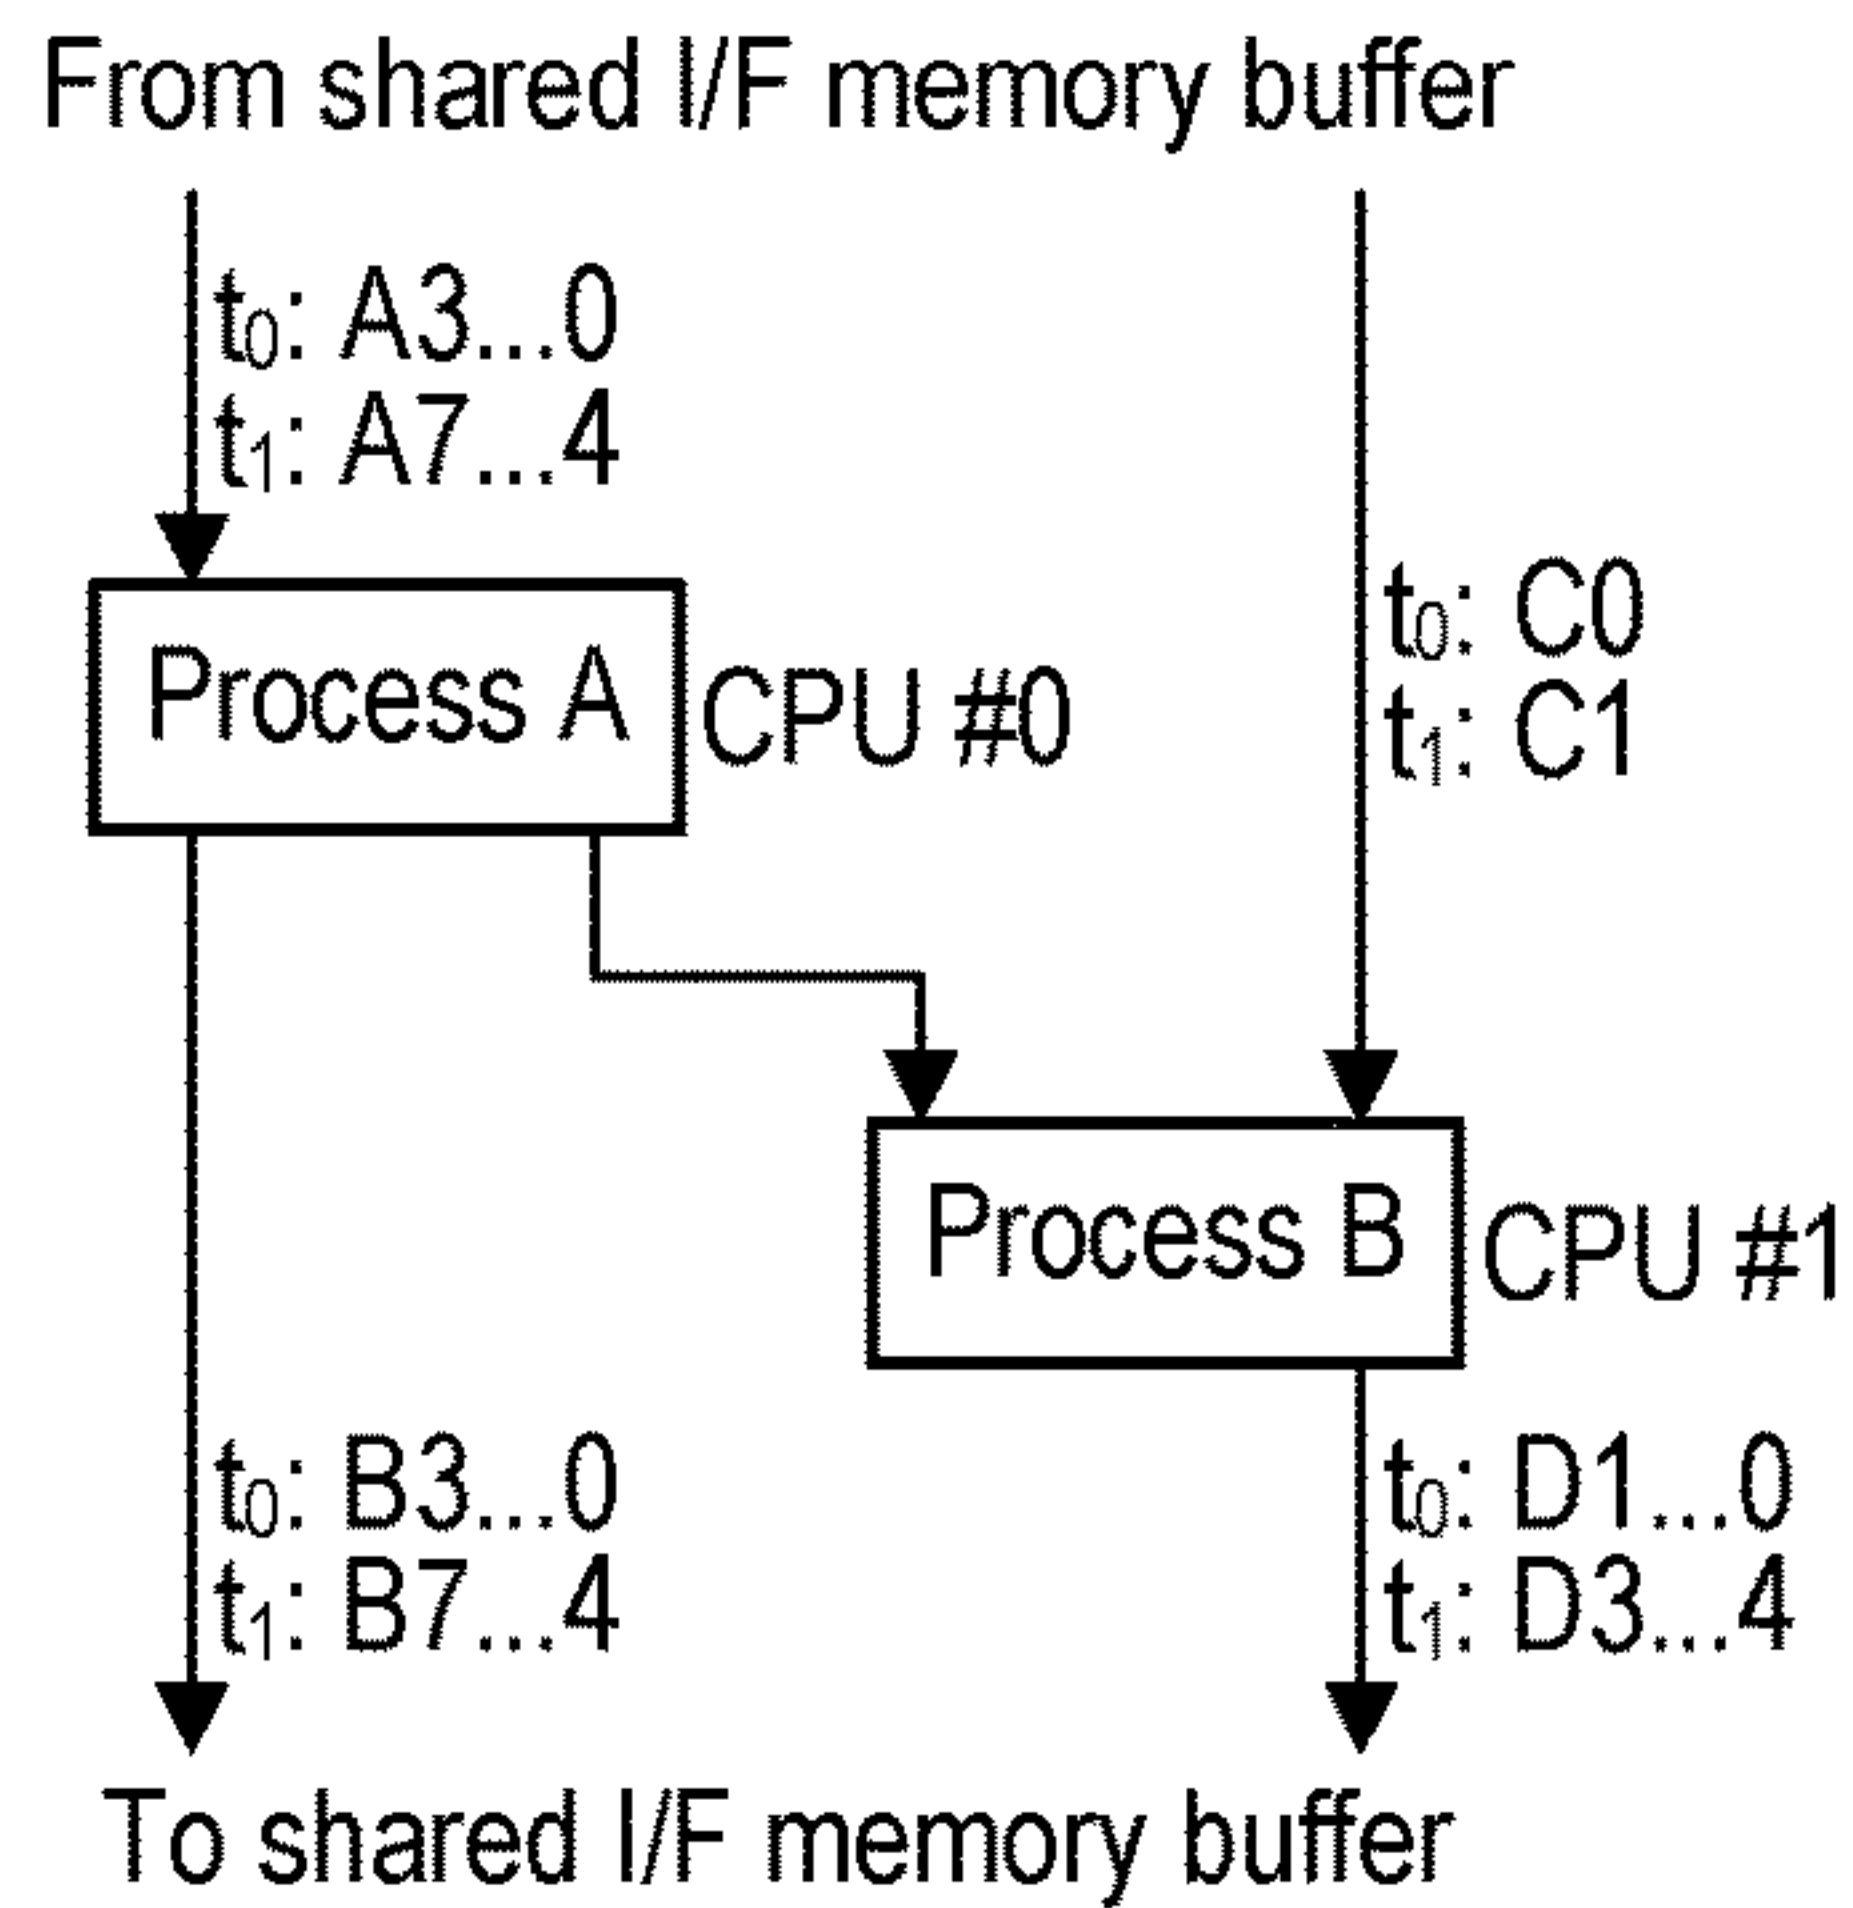 From shared I/F memory buffer
t₀: A3...0
t₁: A7...4
t₀: C0
t₁: C1
Process A
CPU #0
Process B
CPU #1
t₀: B3...0
t₁: B7...4
t₀: D1...0
t₁: D3...4
To shared I/F memory buffer